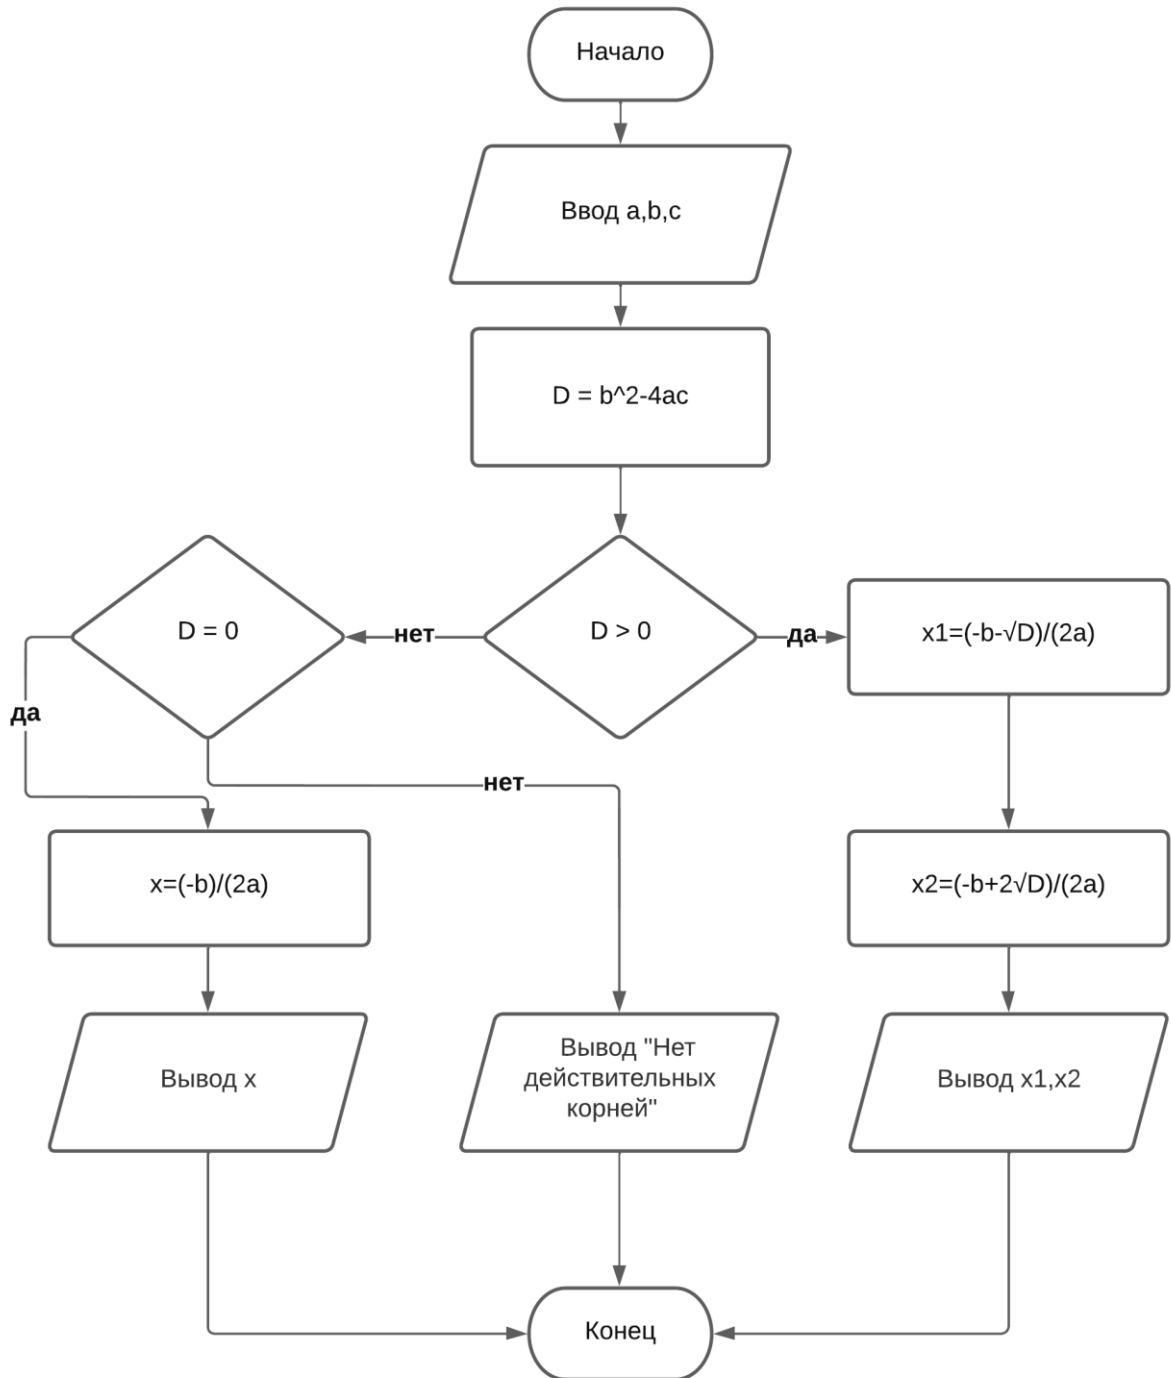 Начало
Ввод a,b,c
D = b^2-4ac
D = 0
нет
D > 0
да
x1=(-b-√D)/(2a)
да
нет
x=(-b)/(2a)
x2=(-b+2√D)/(2a)
Вывод x
Вывод "Нет
действительных
корней"
Вывод x1,x2
Конец